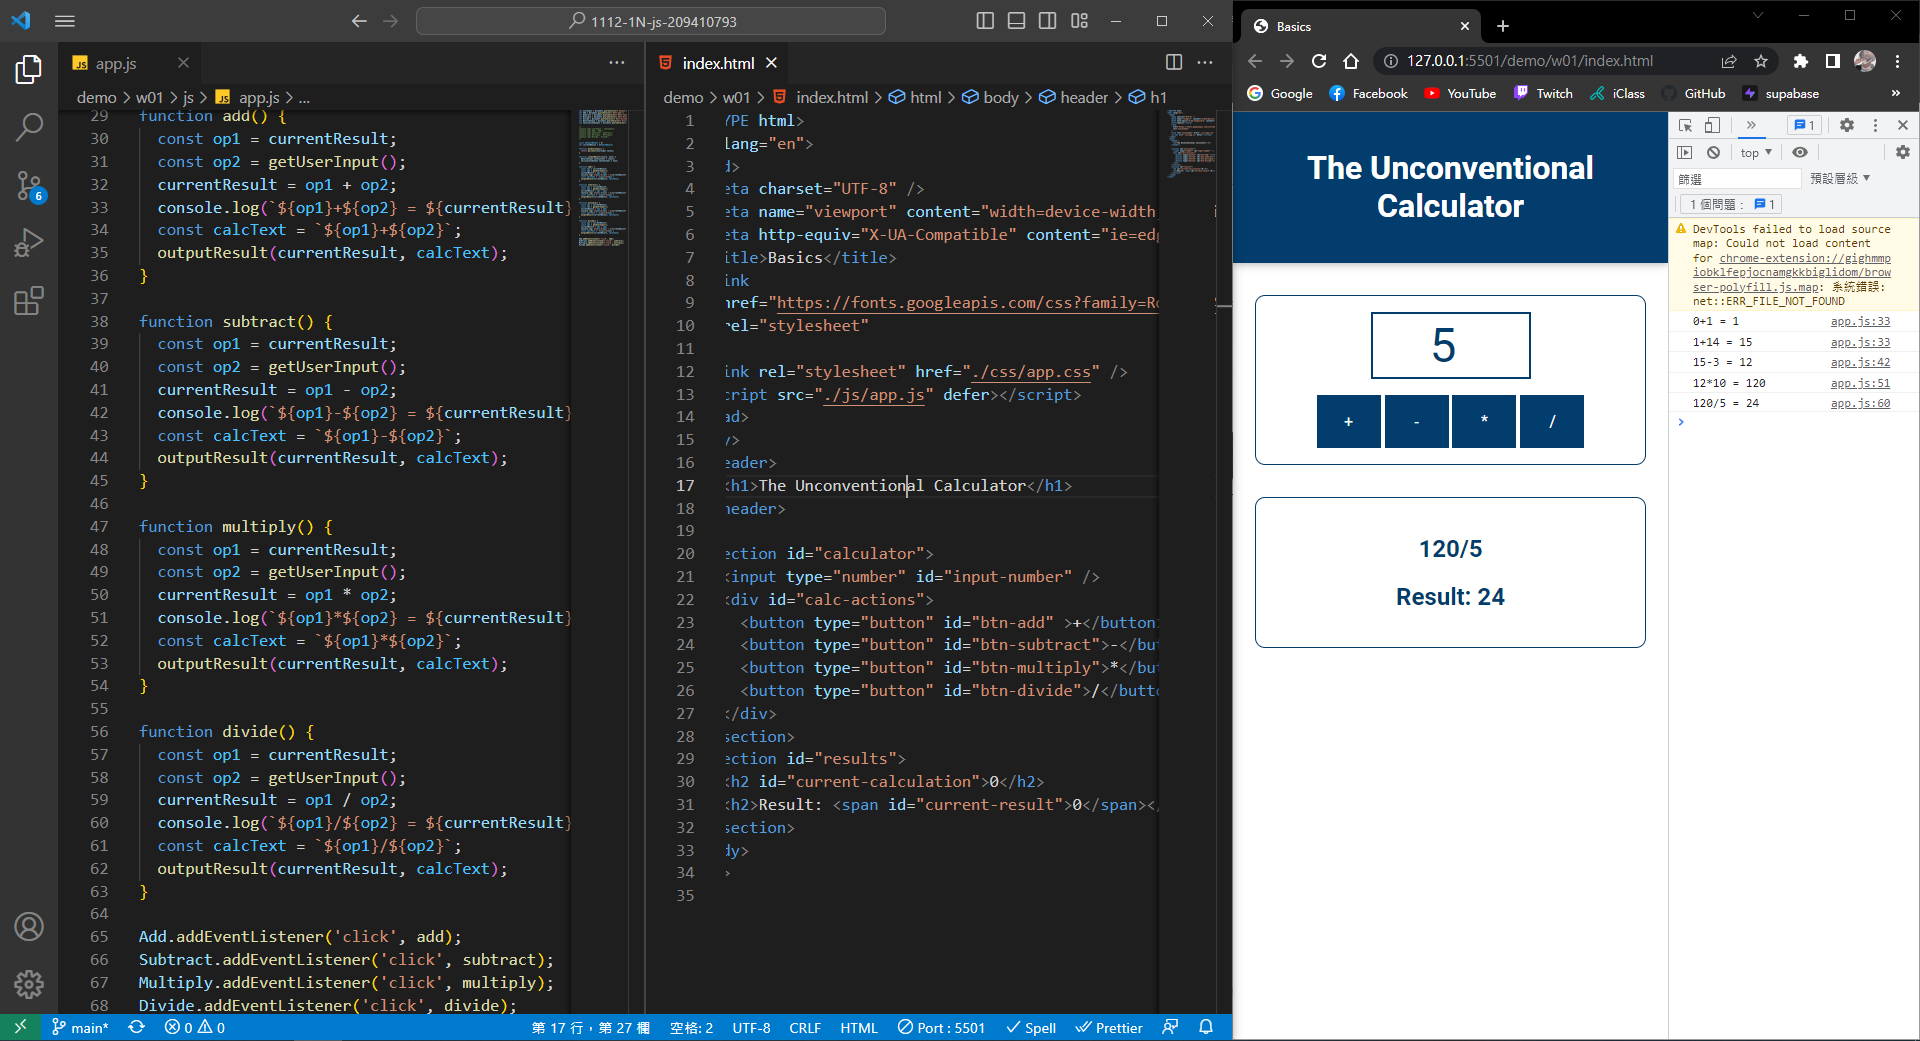 1112-1N-js-209410793
app.js
demo > w01 > js > app.js > ...
29 function add() {
30 const op1 = currentResult;
31 const op2 = getUserInput();
32 currentResult = op1 + op2;
33 console.log(`${op1}+${op2} = ${currentResult}
34 const calcText = `${op1}+${op2}`;
35 outputResult(currentResult, calcText);
36 }
37
38 function subtract() {
39 const op1 = currentResult;
40 const op2 = getUserInput();
41 currentResult = op1 - op2;
42 console.log(`${op1}-${op2} = ${currentResult}
43 const calcText = `${op1}-${op2}`;
44 outputResult(currentResult, calcText);
45 }
46
47 function multiply() {
48 const op1 = currentResult;
49 const op2 = getUserInput();
50 currentResult = op1 * op2;
51 console.log(`${op1}*${op2} = ${currentResult}
52 const calcText = `${op1}*${op2}`;
53 outputResult(currentResult, calcText);
54 }
55
56 function divide() {
57 const op1 = currentResult;
58 const op2 = getUserInput();
59 currentResult = op1 / op2;
60 console.log(`${op1}/${op2} = ${currentResult}
61 const calcText = `${op1}/${op2}`;
62 outputResult(currentResult, calcText);
63 }
64
65 Add.addEventListener('click', add);
66 Subtract.addEventListener('click', subtract);
67 Multiply.addEventListener('click', multiply);
68 Divide.addEventListener('click', divide);
index.html
demo > w01 > index.html > html > body > header > h1
1 YPE html>
2 lang="en">
3 d>
4 eta charset="UTF-8" />
5 eta name="viewport" content="width=device-width, i
6 eta http-equiv="X-UA-Compatible" content="ie=edg
7 itle>Basics</title>
8 ink
9 href="https://fonts.googleapis.com/css?family=Ro
10 rel="stylesheet"
11
12 ink rel="stylesheet" href="./css/app.css" />
13 cript src="./js/app.js" defer></script>
14 ad>
15 y>
16 eader>
17 <h1>The Unconventional Calculator</h1>
18 header>
19
20 ection id="calculator">
21 <input type="number" id="input-number" />
22 <div id="calc-actions">
23 <button type="button" id="btn-add" >+</button>
24 <button type="button" id="btn-subtract">-</but
25 <button type="button" id="btn-multiply">*</but
26 <button type="button" id="btn-divide">/</butto
27 </div>
28 section>
29 ection id="results">
30 <h2 id="current-calculation">0</h2>
31 <h2>Result: <span id="current-result">0</span></
32 section>
33 dy>
34 >
35
6
main* 0 0 第 17 行，第 27 欄 空格: 2 UTF-8 CRLF HTML Port : 5501 Spell Prettier
Basics
127.0.0.1:5501/demo/w01/index.html
Google Facebook YouTube Twitch iClass GitHub supabase »
The Unconventional
Calculator
5
+ - * /
120/5
Result: 24
» 1
top
篩選 預設層級
1 個問題： 1
DevTools failed to load source
map: Could not load content
for chrome-extension://gighmmp
iobklfepjocnamgkkbiglidom/brow
ser-polyfill.js.map: 系統錯誤:
net::ERR_FILE_NOT_FOUND
0+1 = 1 app.js:33
1+14 = 15 app.js:33
15-3 = 12 app.js:42
12*10 = 120 app.js:51
120/5 = 24 app.js:60